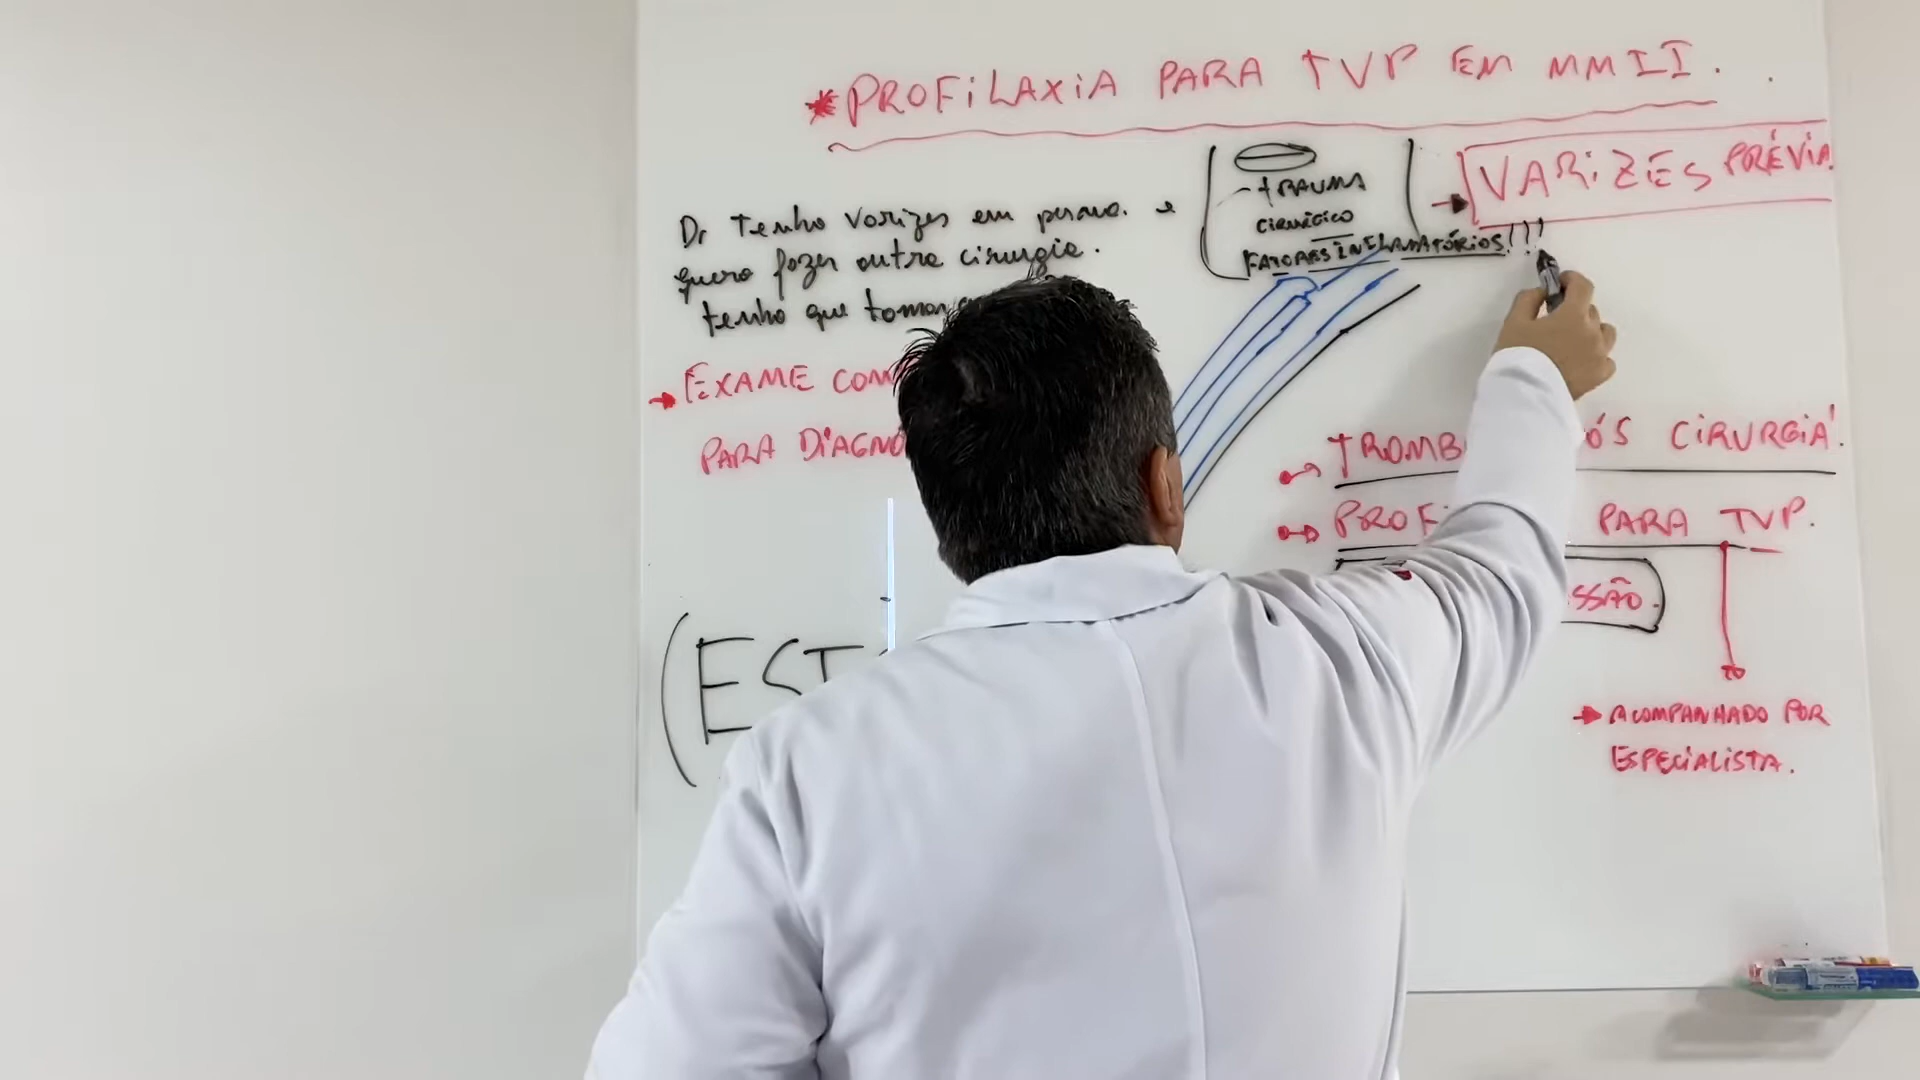 *PROFILAXIA PARA TVP EM MMII.
Dr Tenho varizes em perna. e
quero fazer outra cirurgia.
tenho que tomar
- TRAUMA
CIRÚRGICO
FATORES INFLAMATÓRIOS!!!
→ VARIZES PRÉVIA
→ EXAME COM
PARA DIAGNÓ
(EST
→ TROMB ÓS CIRURGIA.
→ PROFI PARA TVP.
SSÃO.
→ ACOMPANHADO POR
ESPECIALISTA.